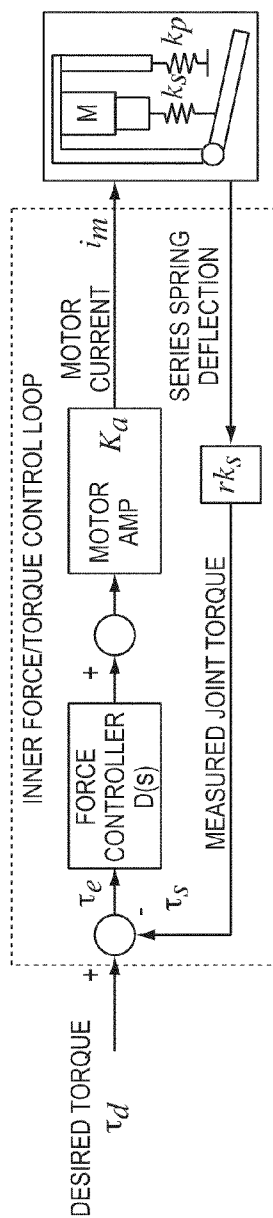 INNER FORCE/TORQUE CONTROL LOOP
DESIRED TORQUE
τd
+
τe
-
τs
FORCE
CONTROLLER
D(s)
+
MOTOR
AMP
Ka
MOTOR
CURRENT
im
M
ks
kp
SERIES SPRING
DEFLECTION
rks
MEASURED JOINT TORQUE